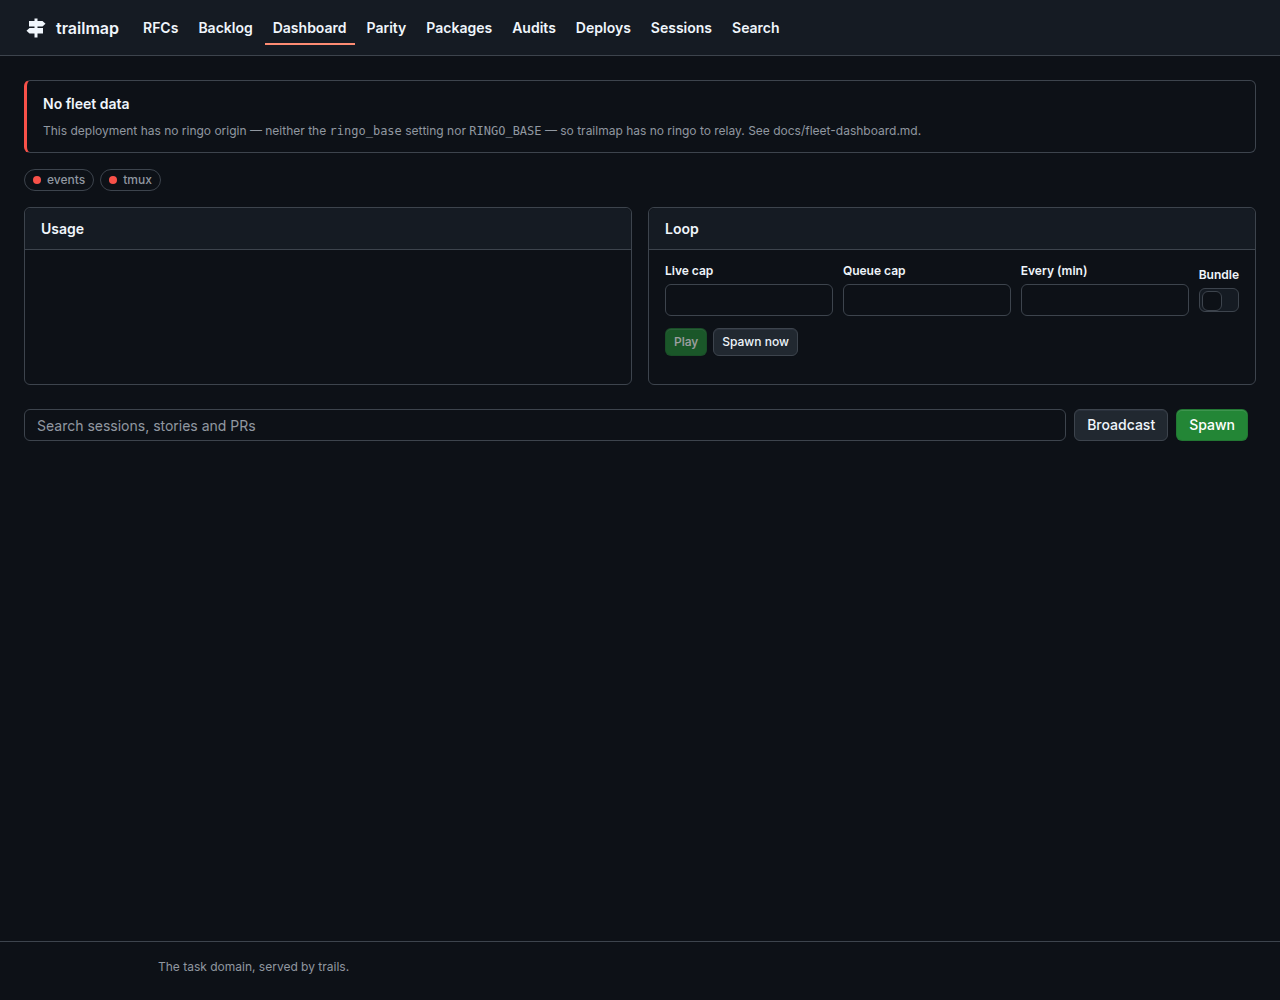 trailmap RFCs Backlog Dashboard Parity Packages Audits Deploys Sessions Search
No fleet data
This deployment has no ringo origin — neither the ringo_base setting nor RINGO_BASE — so trailmap has no ringo to relay. See docs/fleet-dashboard.md.
events tmux
Usage
Loop
Live cap Queue cap Every (min) Bundle
Play Spawn now
Search sessions, stories and PRs Broadcast Spawn
The task domain, served by trails.